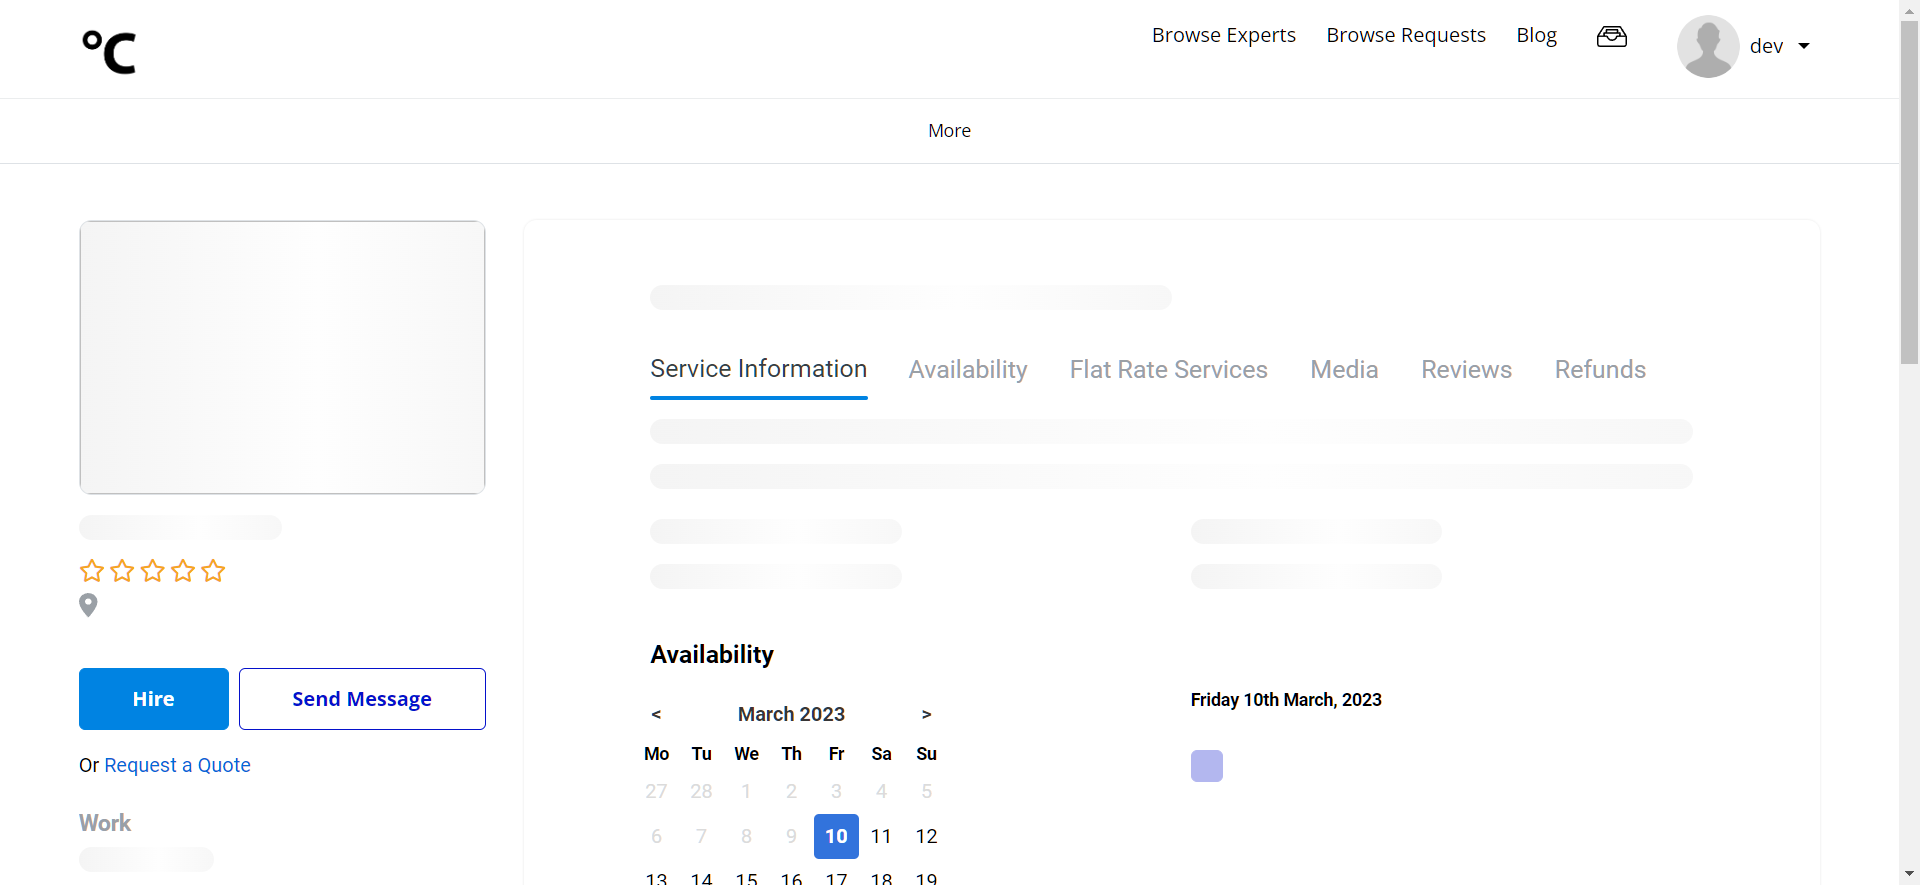 °C
Browse Experts Browse Requests Blog dev
More
Service Information Availability Flat Rate Services Media Reviews Refunds
Hire Send Message
Or Request a Quote
Work
Availability
< March 2023 >
Mo Tu We Th Fr Sa Su
27 28 1 2 3 4 5
6 7 8 9 10 11 12
13 14 15 16 17 18 19
Friday 10th March, 2023